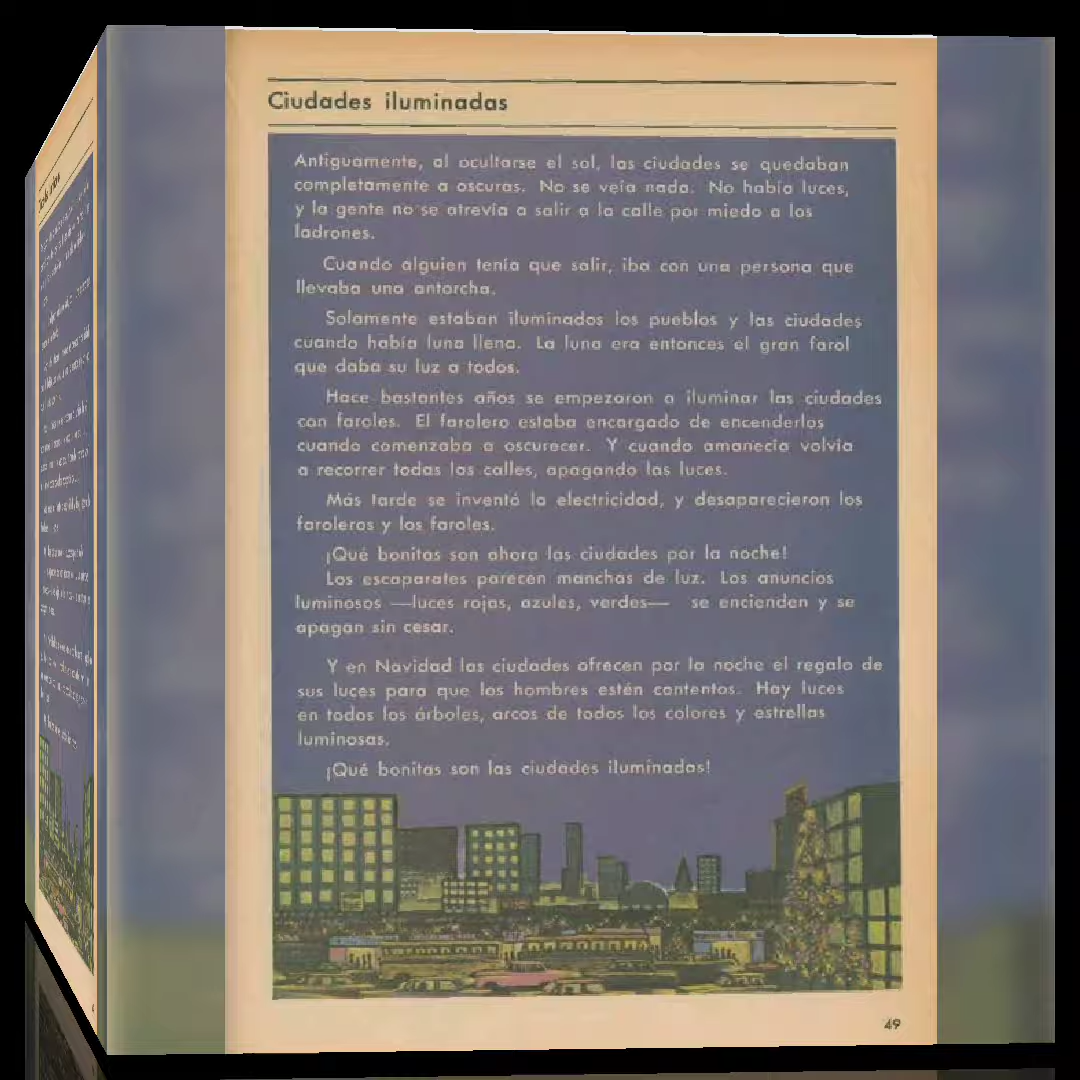 Ciudades iluminadas
Antiguamente, al ocultarse el sol, las ciudades se quedaban
completamente a oscuras. No se veía nada. No había luces,
y la gente no se atrevía a salir a la calle por miedo a los
ladrones.
Cuando alguien tenía que salir, iba con una persona que
llevaba una antorcha.
Solamente estaban iluminados los pueblos y las ciudades
cuando había luna llena. La luna era entonces el gran farol
que daba su luz a todos.
Hace bastantes años se empezaron a iluminar las ciudades
con faroles. El farolero estaba encargado de encenderlos
cuando comenzaba a oscurecer. Y cuando amanecía volvía
a recorrer todas las calles, apagando las luces.
Más tarde se inventó la electricidad, y desaparecieron los
faroleros y los faroles.
¡Qué bonitas son ahora las ciudades por la noche!
Los escaparates parecen manchas de luz. Los anuncios
luminosos —luces rojas, azules, verdes— se encienden y se
apagan sin cesar.
Y en Navidad las ciudades ofrecen por la noche el regalo de
sus luces para que los hombres estén contentos. Hay luces
en todos los árboles, arcos de todos los colores y estrellas
luminosas.
¡Qué bonitas son las ciudades iluminadas!
49